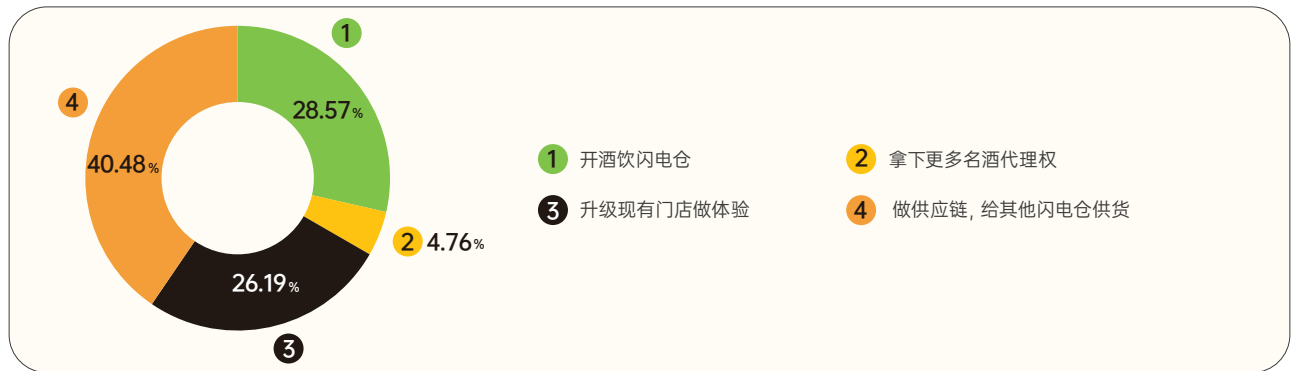 1
28.57%
4
40.48%
1 开酒饮闪电仓
2 拿下更多名酒代理权
3 升级现有门店做体验
4 做供应链, 给其他闪电仓供货
2 4.76%
26.19%
3